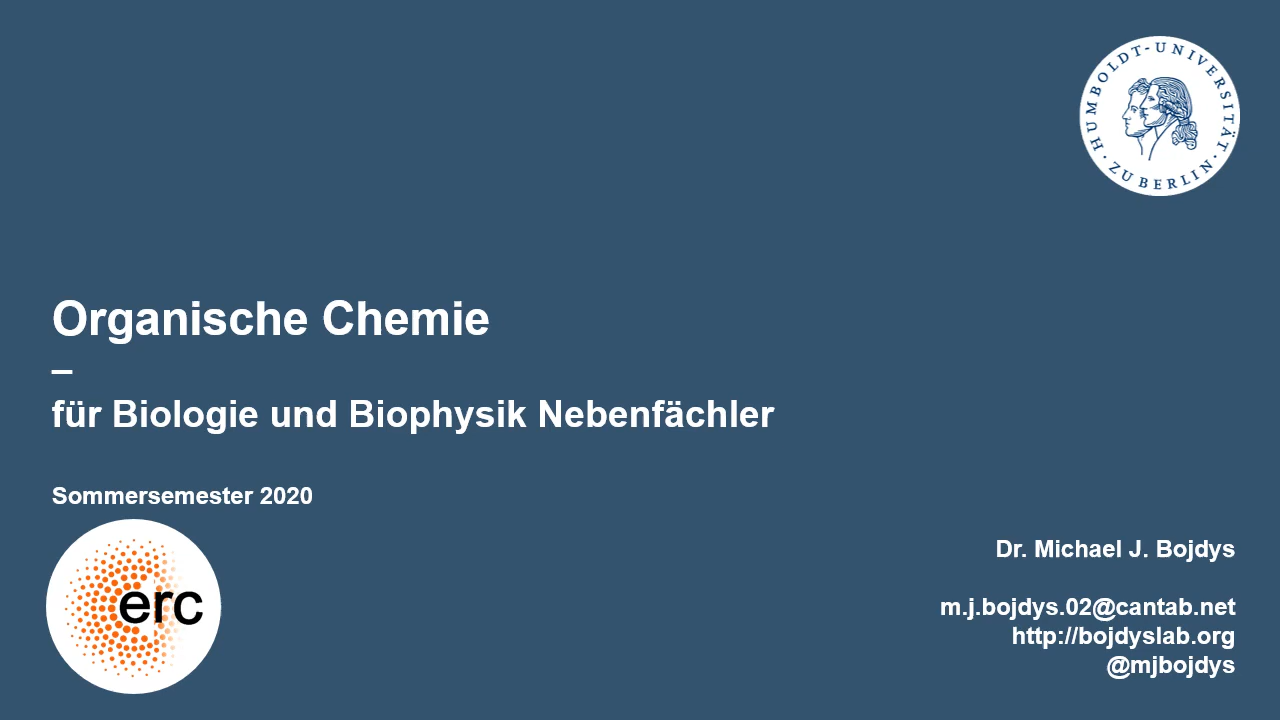 HUMBOLDT-UNIVERSITÄT
· ZU BERLIN ·
Organische Chemie
–
für Biologie und Biophysik Nebenfächler
Sommersemester 2020
erc
Dr. Michael J. Bojdys
m.j.bojdys.02@cantab.net
http://bojdyslab.org
@mjbojdys